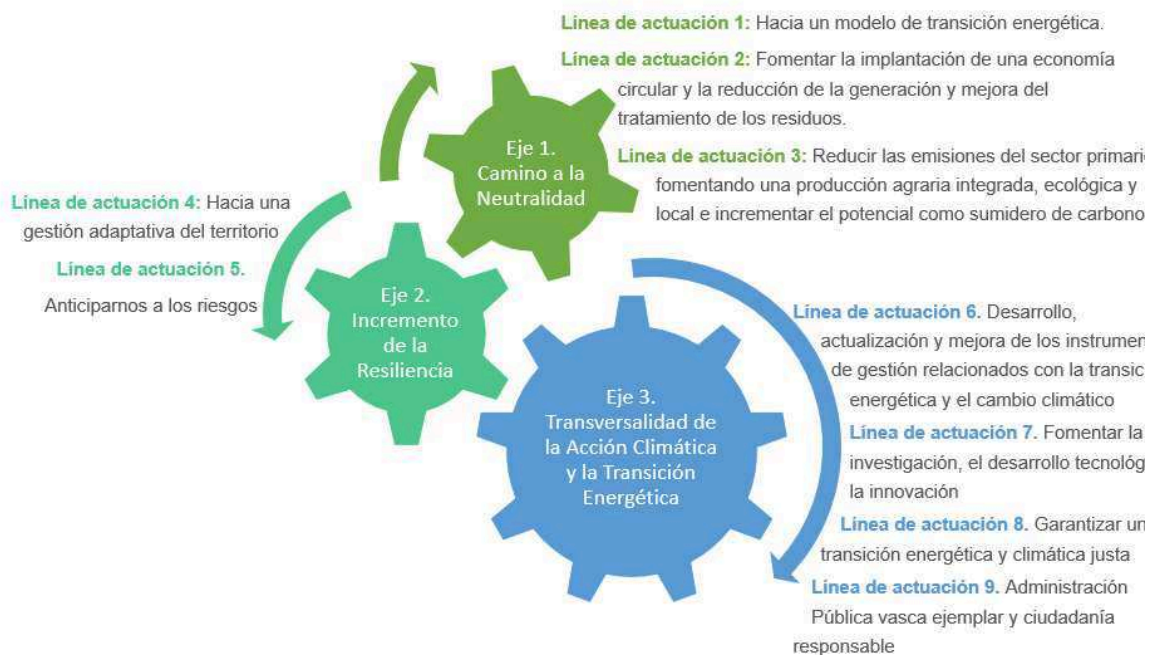 Línea de actuación 1: Hacia un modelo de transición energética.
Línea de actuación 2: Fomentar la implantación de una economía
circular y la reducción de la generación y mejora del
tratamiento de los residuos.
Línea de actuación 3: Reducir las emisiones del sector primari
fomentando una producción agraria integrada, ecológica y
local e incrementar el potencial como sumidero de carbono
Eje 1.
Camino a la
Neutralidad
Línea de actuación 4: Hacia una
gestión adaptativa del territorio
Línea de actuación 5.
Anticiparnos a los riesgos
Eje 2.
Incremento
de la
Resiliencia
Eje 3.
Transversalidad de
la Acción Climática
y la Transición
Energética
Línea de actuación 6. Desarrollo,
actualización y mejora de los instrumen
de gestión relacionados con la transic
energética y el cambio climático
Línea de actuación 7. Fomentar la
investigación, el desarrollo tecnológ
la innovación
Línea de actuación 8. Garantizar un
transición energética y climática justa
Línea de actuación 9. Administración
Pública vasca ejemplar y ciudadanía
responsable